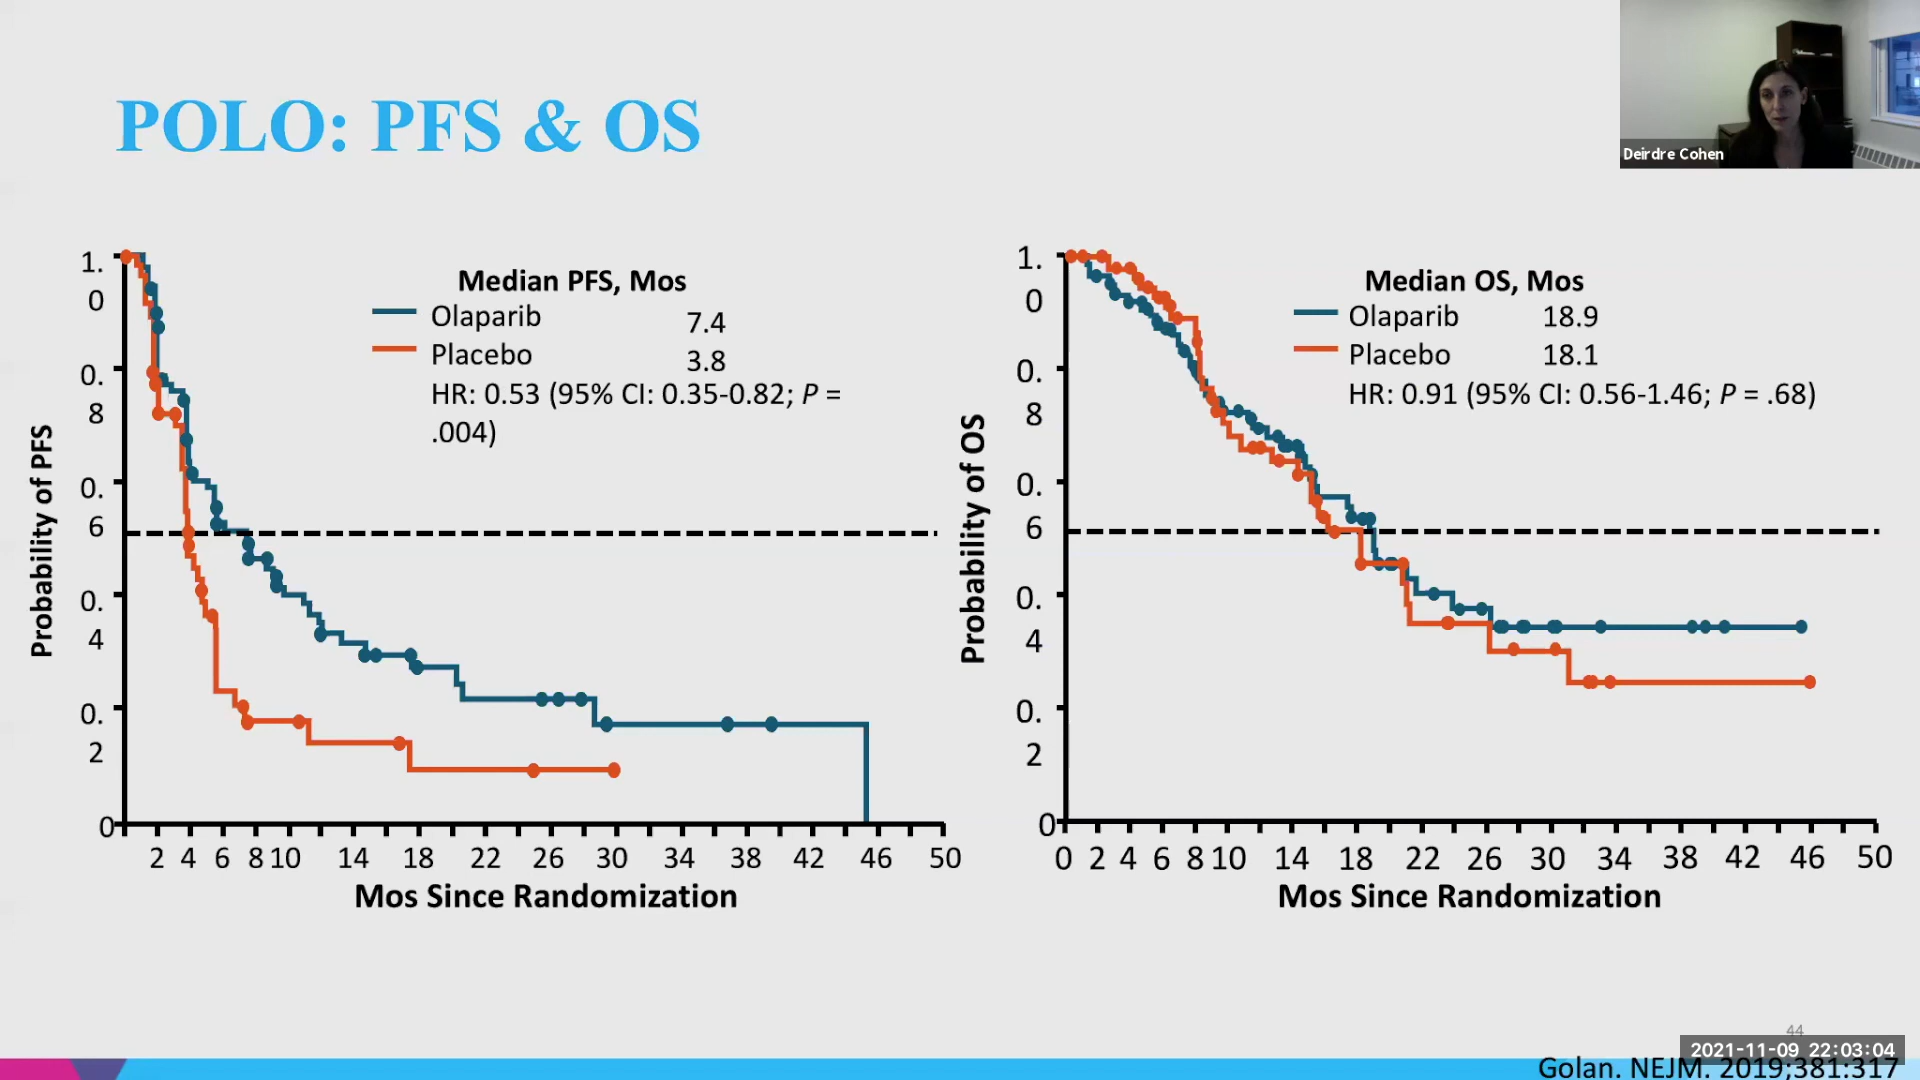 Deirdre Cohen
POLO: PFS & OS
Probability of PFS
1.
0
0.
8
0.
6
0.
4
0.
2
0
Median PFS, Mos
Olaparib 7.4
Placebo 3.8
HR: 0.53 (95% CI: 0.35-0.82; P =
.004)
2 4 6 8 10 14 18 22 26 30 34 38 42 46 50
Mos Since Randomization
Probability of OS
1.
0
0.
8
0.
6
0.
4
0.
2
0
Median OS, Mos
Olaparib 18.9
Placebo 18.1
HR: 0.91 (95% CI: 0.56-1.46; P = .68)
0 2 4 6 8 10 14 18 22 26 30 34 38 42 46 50
Mos Since Randomization
44
2021-11-09 22:03:04
Golan. NEJM. 2019;381:317